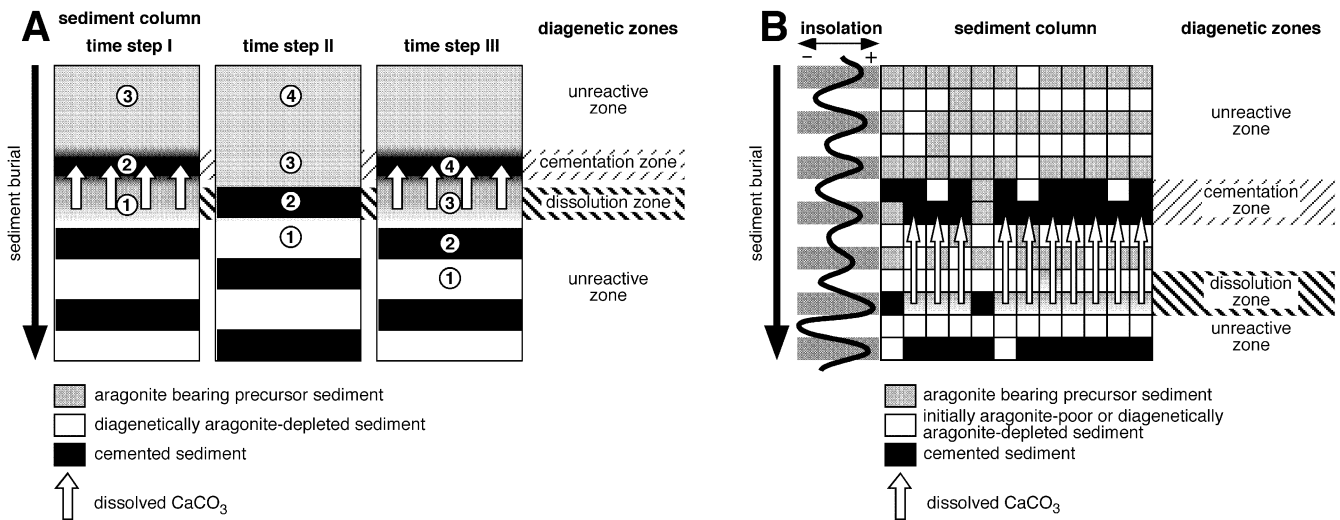 A
sediment column
time step I
time step II
time step III
diagenetic zones
sediment burial
3
2
1
4
3
2
1
4
3
2
1
unreactive
zone
cementation zone
dissolution zone
unreactive
zone
aragonite bearing precursor sediment
diagenetically aragonite-depleted sediment
cemented sediment
dissolved CaCO3
B
insolation
− +
sediment column
diagenetic zones
sediment burial
unreactive
zone
cementation
zone
dissolution
zone
unreactive
zone
aragonite bearing precursor sediment
initially aragonite-poor or diagenetically
aragonite-depleted sediment
cemented sediment
dissolved CaCO3